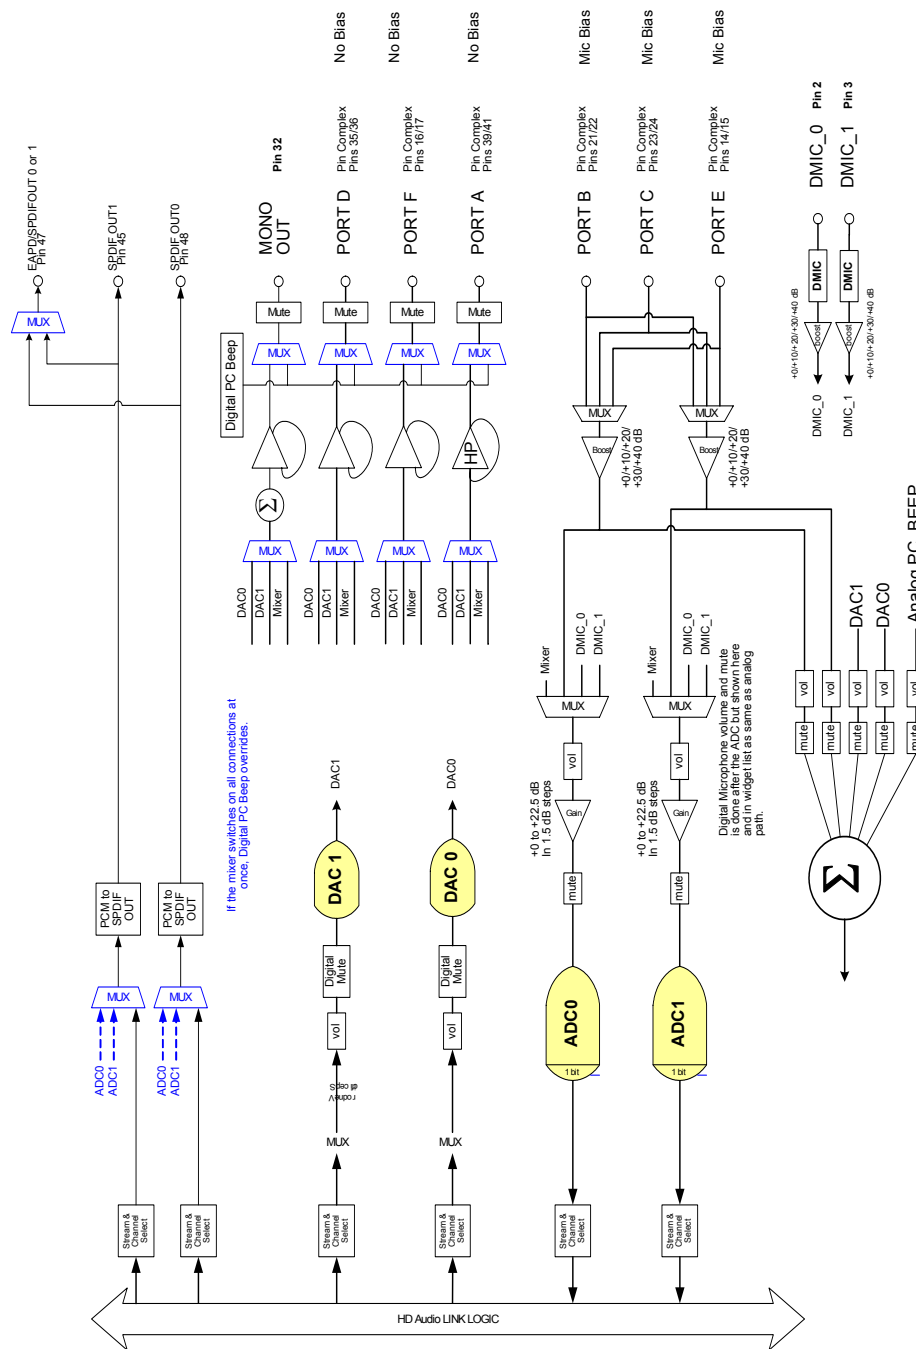 EAPD/SPDIFOUT 0 or 1
Pin 47
SPDIF_OUT1
Pin 45
SPDIF_OUT0
Pin 48
MUX
MONO
OUT
Pin 32
PORT D
Pin Complex
Pins 35/36
No Bias
PORT F
Pin Complex
Pins 16/17
No Bias
PORT A
Pin Complex
Pins 39/41
No Bias
PORT B
Pin Complex
Pins 21/22
Mic Bias
PORT C
Pin Complex
Pins 23/24
Mic Bias
PORT E
Pin Complex
Pins 14/15
Mic Bias
DMIC_0
Pin 2
DMIC_1
Pin 3
Digital PC Beep
Mute
Mute
Mute
Mute
MUX
MUX
MUX
MUX
HP
Σ
MUX
MUX
MUX
MUX
DAC0
DAC1
Mixer
DAC0
DAC1
Mixer
DAC0
DAC1
Mixer
DAC0
DAC1
Mixer
DMIC
DMIC
boost
boost
+0/+10/+20/+30/+40 dB
+0/+10/+20/+30/+40 dB
DMIC_0
DMIC_1
MUX
MUX
Boost
Boost
+0/+10/+20/
+30/+40 dB
+0/+10/+20/
+30/+40 dB
Mixer
DMIC_0
DMIC_1
Mixer
DMIC_0
DMIC_1
MUX
MUX
vol
vol
+0 to +22.5 dB
In 1.5 dB steps
Gain
+0 to +22.5 dB
In 1.5 dB steps
Gain
mute
mute
Digital Microphone volume and mute
is done after the ADC but shown here
and in widget list as same as analog
path.
DAC1
DAC0
Analog PC_BEEP
vol
vol
vol
vol
vol
mute
mute
mute
mute
mute
Σ
If the mixer switches on all connections at
once, Digital PC Beep overrides.
PCM to
SPDIF
OUT
PCM to
SPDIF
OUT
MUX
MUX
ADC0
ADC1
ADC0
ADC1
DAC1
DAC0
DAC 1
DAC 0
Digital
Mute
Digital
Mute
vol
vol
Vendor
Specific
MUX
MUX
ADC0
1 bit
ADC1
1 bit
Stream &
Channel
Select
Stream &
Channel
Select
Stream &
Channel
Select
Stream &
Channel
Select
Stream &
Channel
Select
Stream &
Channel
Select
HD Audio LINK LOGIC